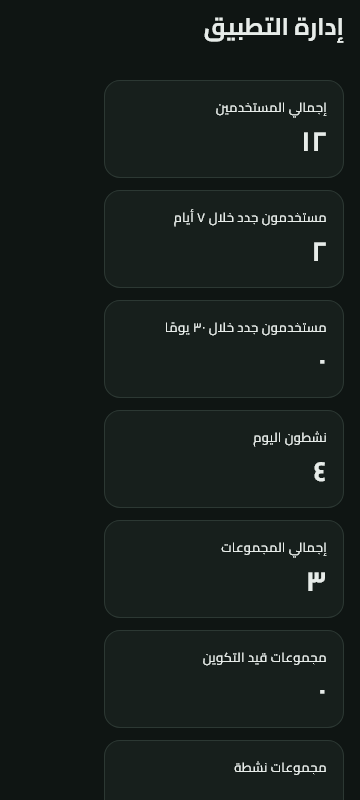 إدارة التطبيق
إجمالي المستخدمين
١٢
مستخدمون جدد خلال ٧ أيام
٢
مستخدمون جدد خلال ٣٠ يومًا
٠
نشطون اليوم
٤
إجمالي المجموعات
٣
مجموعات قيد التكوين
٠
مجموعات نشطة